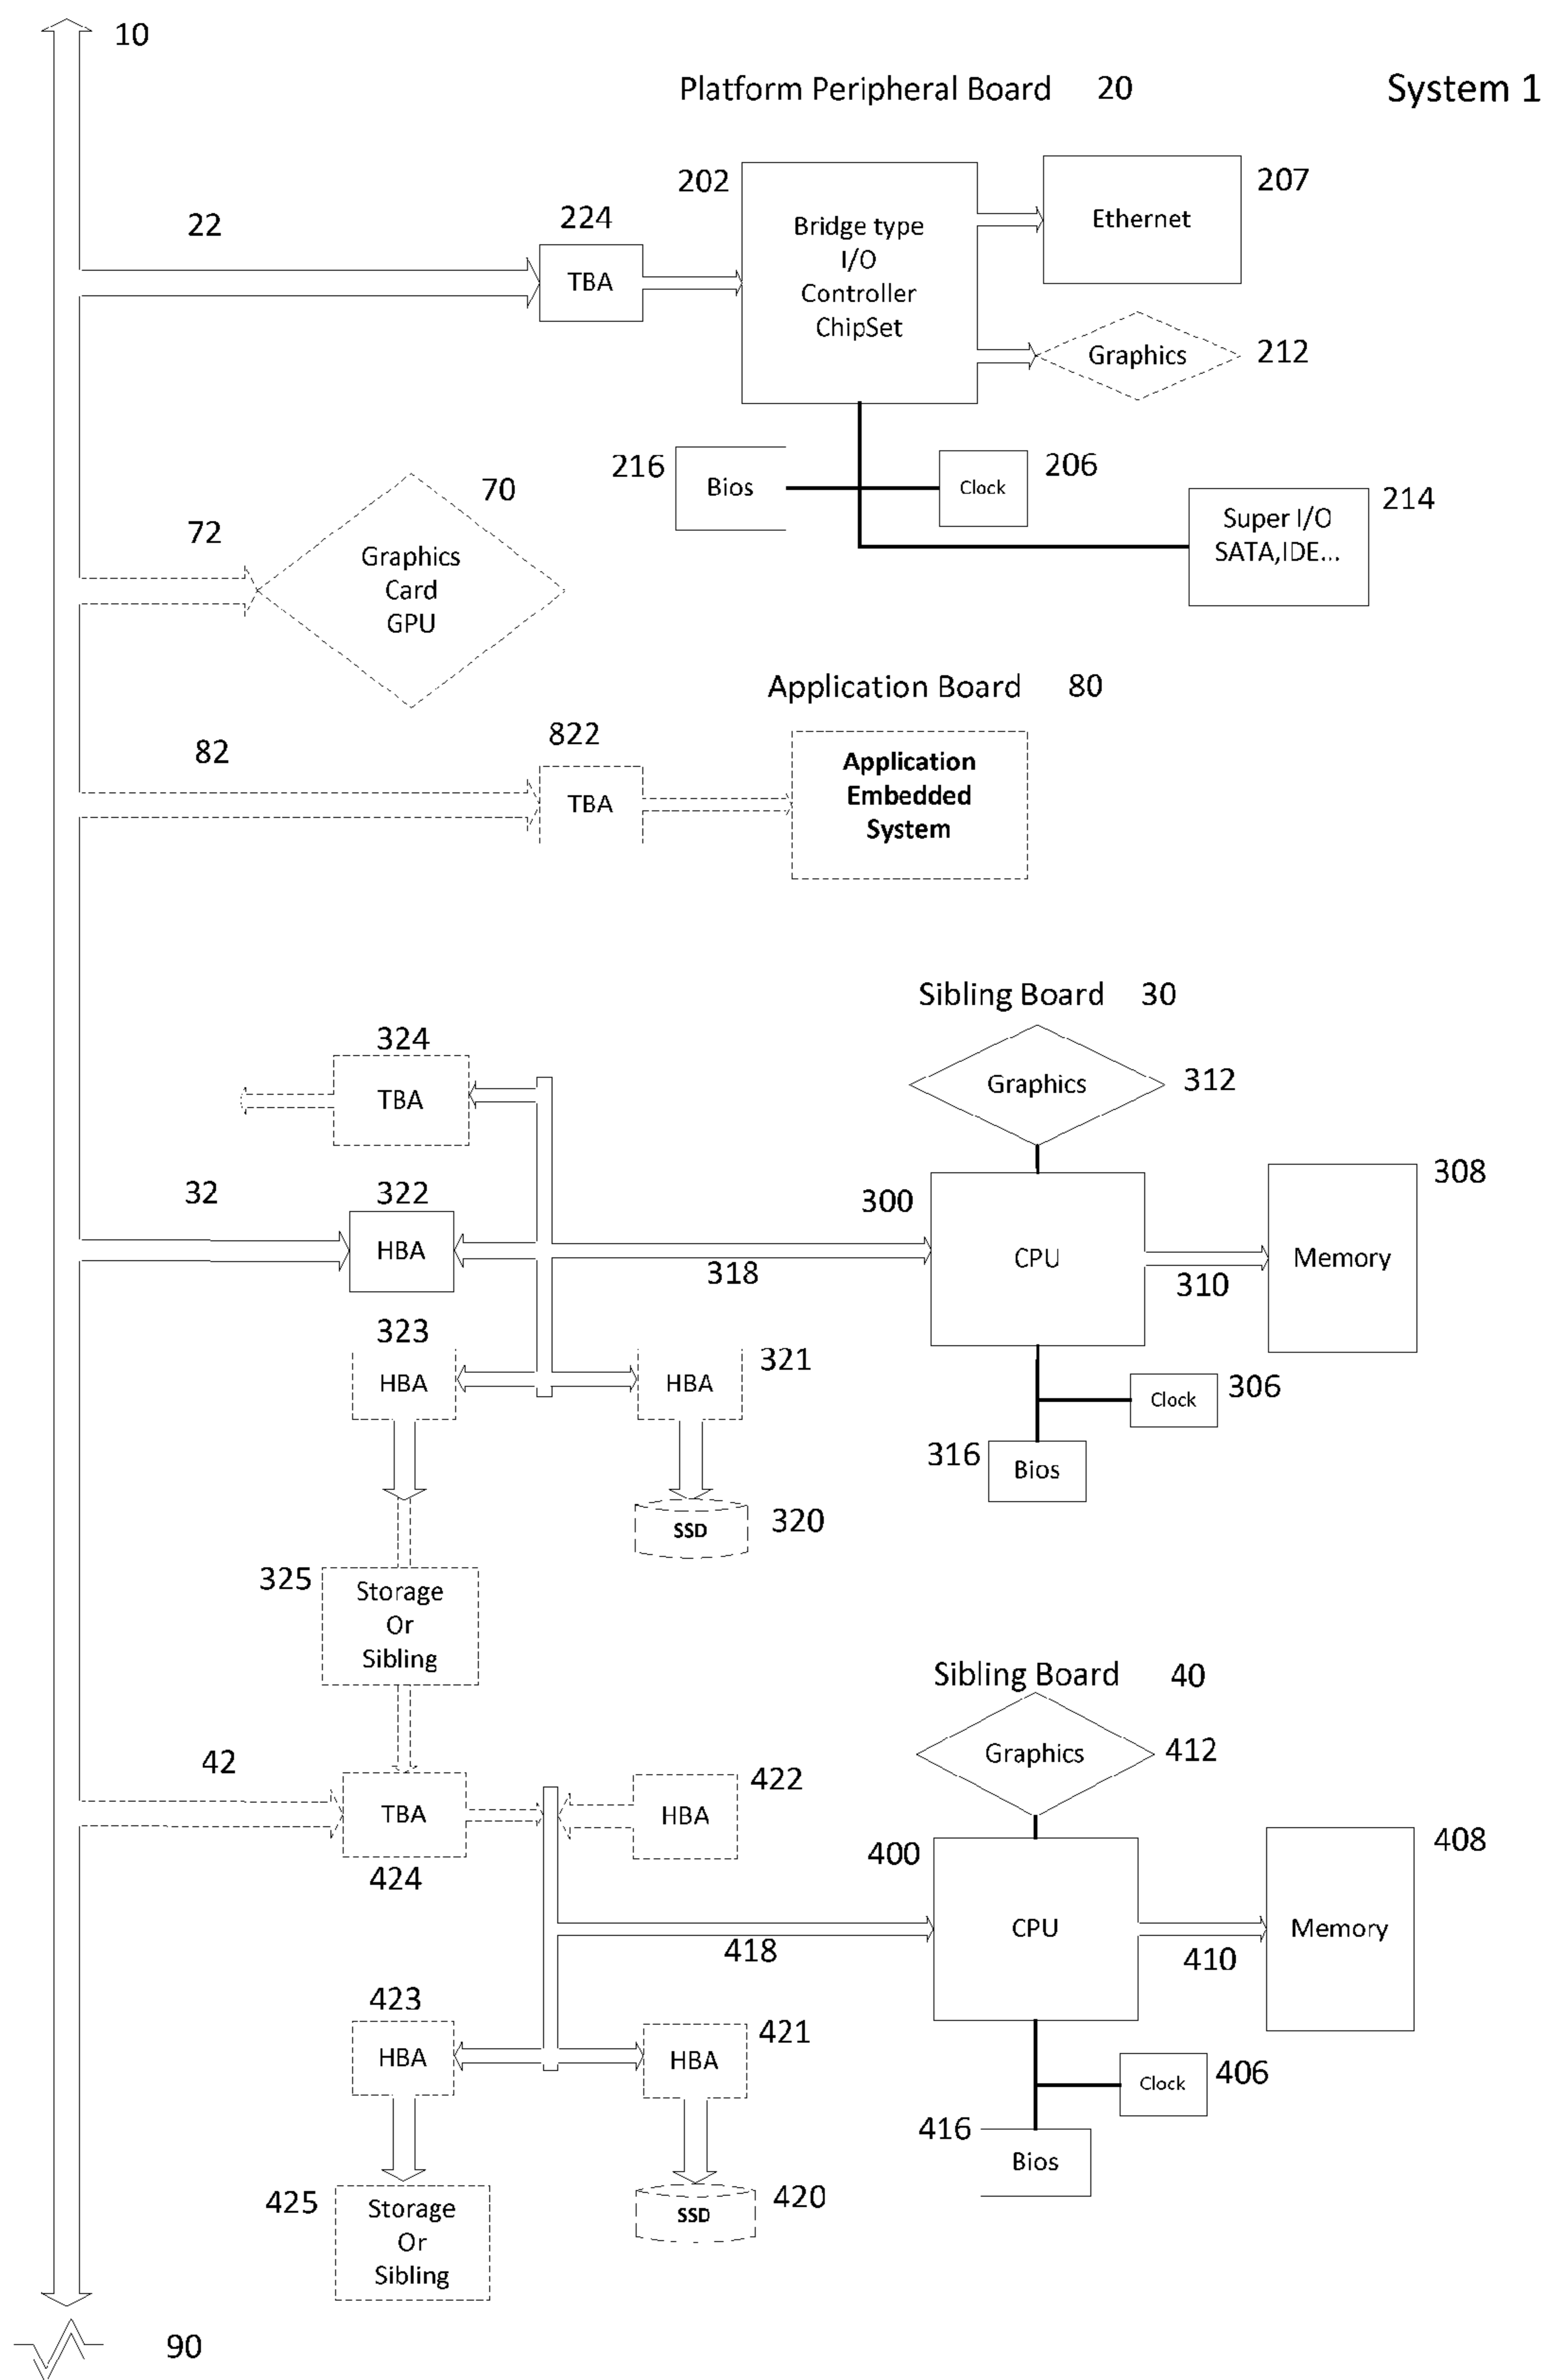 10
Platform Peripheral Board 20
System 1
202
207
Bridge type
I/O
Controller
ChipSet
Ethernet
22
224
TBA
Graphics
212
216
Bios
Clock
206
214
Super I/O
SATA,IDE...
70
72
Graphics
Card
GPU
Application Board 80
82
822
TBA
Application
Embedded
System
Sibling Board 30
324
TBA
Graphics
312
32
322
HBA
300
CPU
308
Memory
318
310
323
HBA
321
HBA
Clock
306
316
Bios
SSD
320
325
Storage
Or
Sibling
Sibling Board 40
Graphics
412
42
TBA
424
422
HBA
400
CPU
408
Memory
418
410
423
HBA
421
HBA
Clock
406
416
Bios
425
Storage
Or
Sibling
SSD
420
90